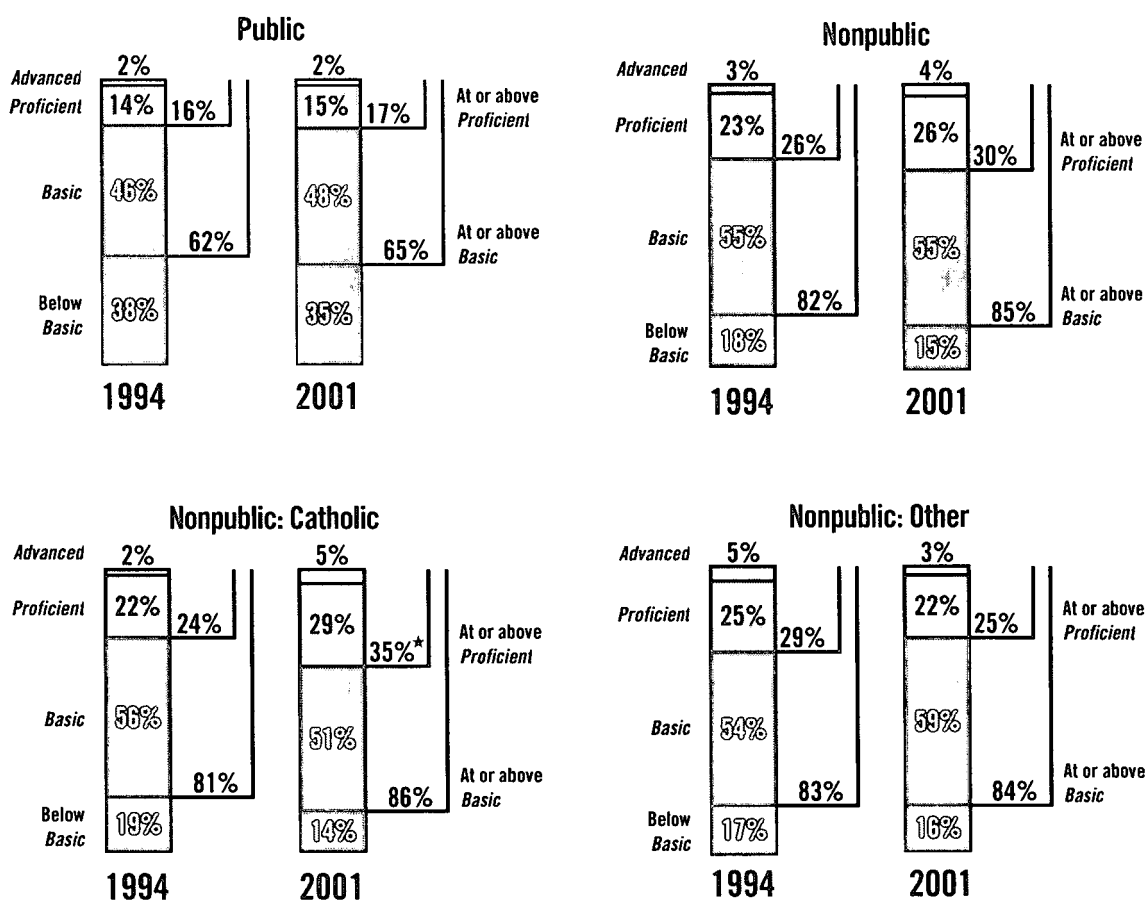 Public
2% 2%
Advanced
Proficient 14% 16% 15% 17% At or above
Proficient
Basic 46% 48%
62% 65% At or above
Basic
Below
Basic 38% 35%
1994 2001
Nonpublic
Advanced 3% 4%
Proficient 23% 26%
26% 30% At or above
Proficient
Basic 55% 55%
82% 85% At or above
Basic
Below
Basic 18% 15%
1994 2001
Nonpublic: Catholic
Advanced 2% 5%
Proficient 22% 29%
24% 35%★ At or above
Proficient
Basic 56% 51%
81% 86% At or above
Basic
Below
Basic 19% 14%
1994 2001
Nonpublic: Other
Advanced 5% 3%
Proficient 25% 22%
29% 25% At or above
Proficient
Basic 54% 59%
83% 84% At or above
Basic
Below
Basic 17% 16%
1994 2001